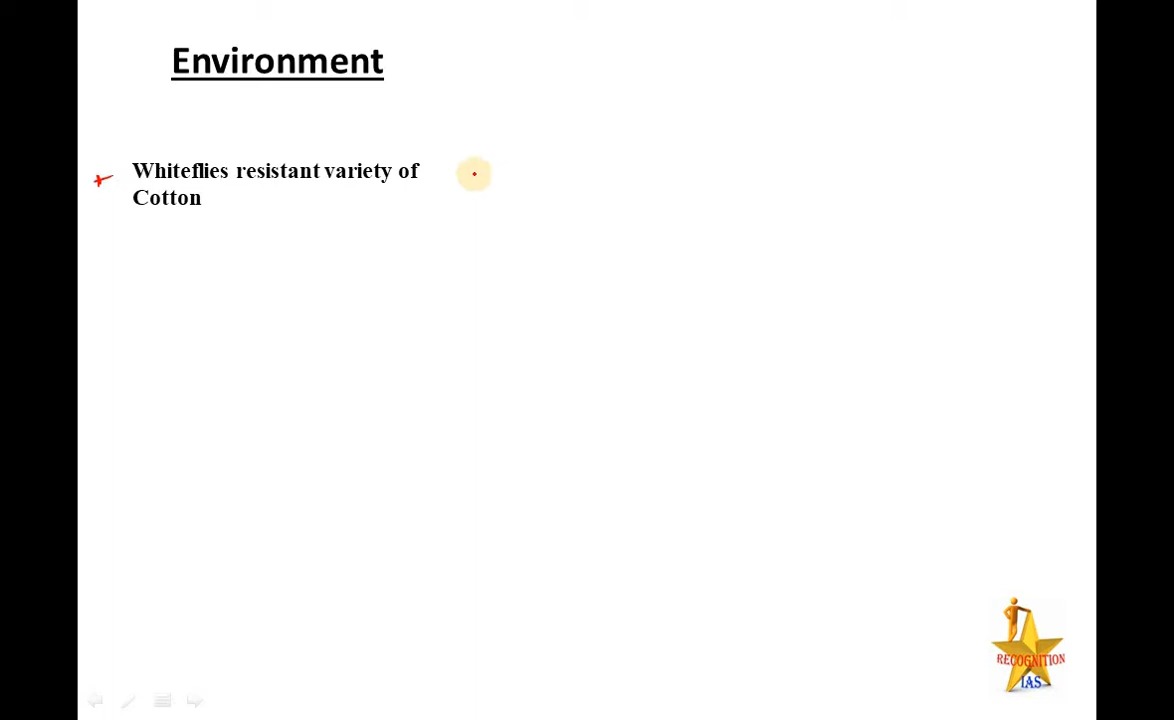 Environment
Whiteflies resistant variety of
Cotton
RECOGNITION
IAS